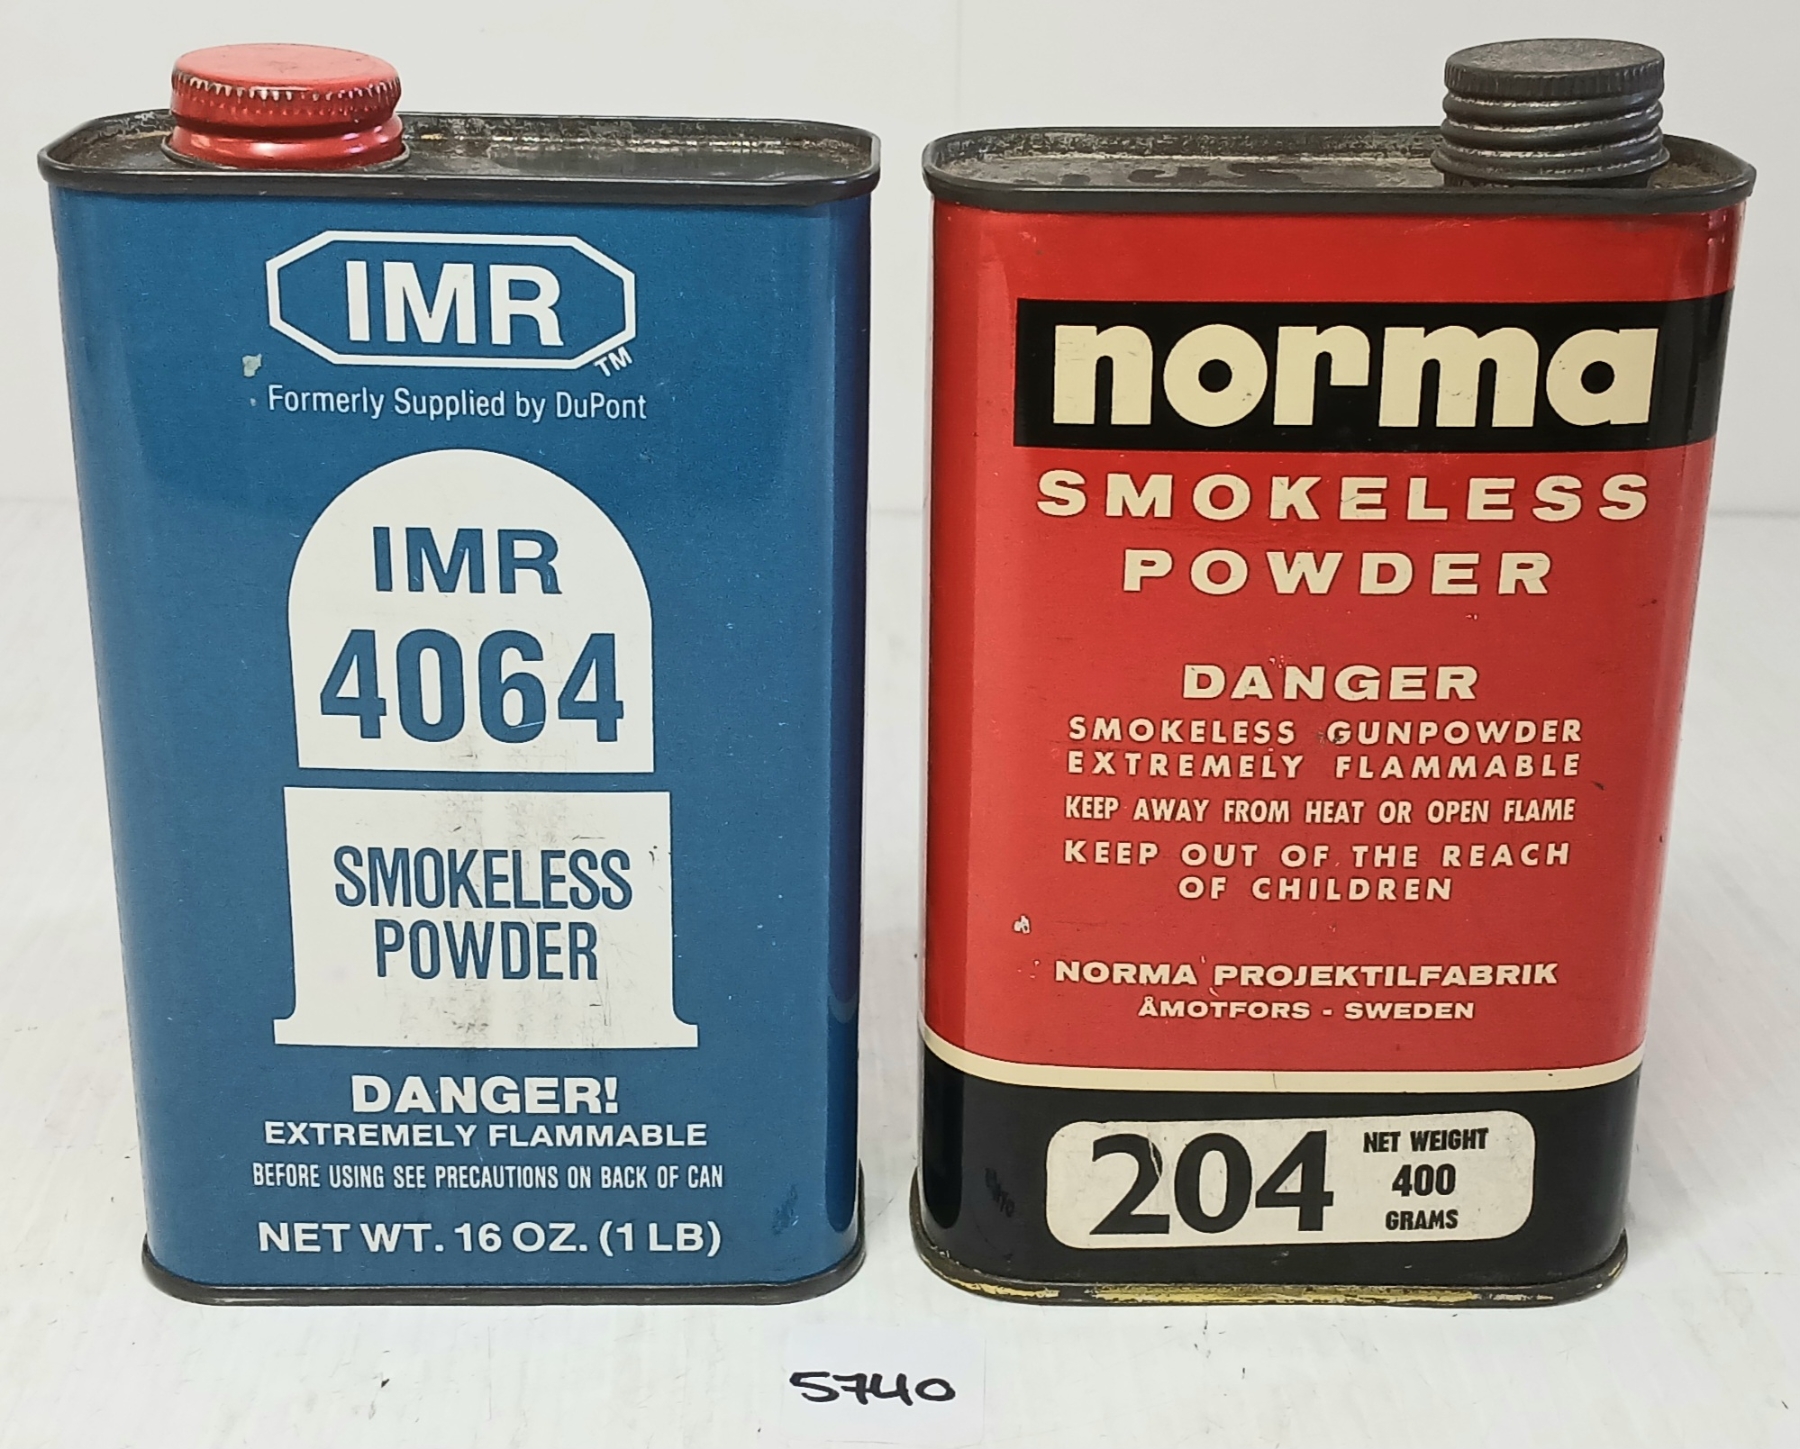 IMR
TM
Formerly Supplied by DuPont
IMR
4064
SMOKELESS
POWDER
DANGER!
EXTREMELY FLAMMABLE
BEFORE USING SEE PRECAUTIONS ON BACK OF CAN
NET WT. 16 OZ. (1 LB)
norma
SMOKELESS
POWDER
DANGER
SMOKELESS GUNPOWDER
EXTREMELY FLAMMABLE
KEEP AWAY FROM HEAT OR OPEN FLAME
KEEP OUT OF THE REACH
OF CHILDREN
NORMA PROJEKTILFABRIK
ÅMOTFORS - SWEDEN
204
NET WEIGHT
400
GRAMS
5740